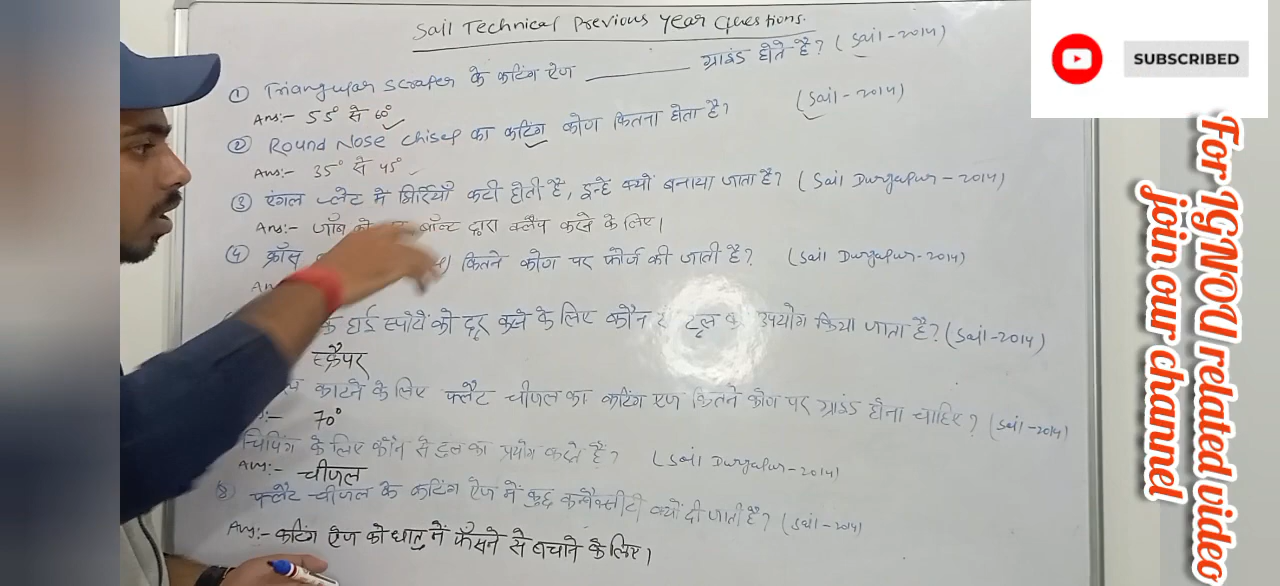 Sail Technical Previous Year Questions.
① Triangular Scraper के कटिंग ऐज ______ ग्राइंड होते है? (Sail-2014)
Ans:- 55° से 60°
② Round Nose Chisel का कटिंग कोण कितना होता है? (Sail-2014)
Ans:- 35° से 45°
③ एंगल प्लेट में झिर्रियाँ कटी होती है, इन्हें क्यों बनाया जाता है? (Sail Durgapur-2014)
Ans:- जॉब को बॉल्ट द्वारा क्लैंप करने के लिए।
④ क्रॉस कितने कोण पर फोर्ज की जाती है? (Sail Durgapur-2014)
An
के हाई स्पोटों को दूर करने के लिए कौन से टूल का उपयोग किया जाता है? (Sail-2014)
स्क्रैपर
काटने के लिए फ्लैट चीजल का कटिंग एज कितने कोण पर ग्राइंड होना चाहिए? (Sail-2014)
:- 70°
चिपिंग के लिए कौन से टूल का प्रयोग करते हैं? (Sail Durgapur-2014)
Ans:- चीजल
8 फ्लैट चीजल के कटिंग ऐज में कुछ कन्वैक्सीटी क्यों दी जाती है? (Sail-2014)
Ans:- कटिंग ऐज को धातु में फँसने से बचाने के लिए।
SUBSCRIBED
For IGNOU related video
join our channel